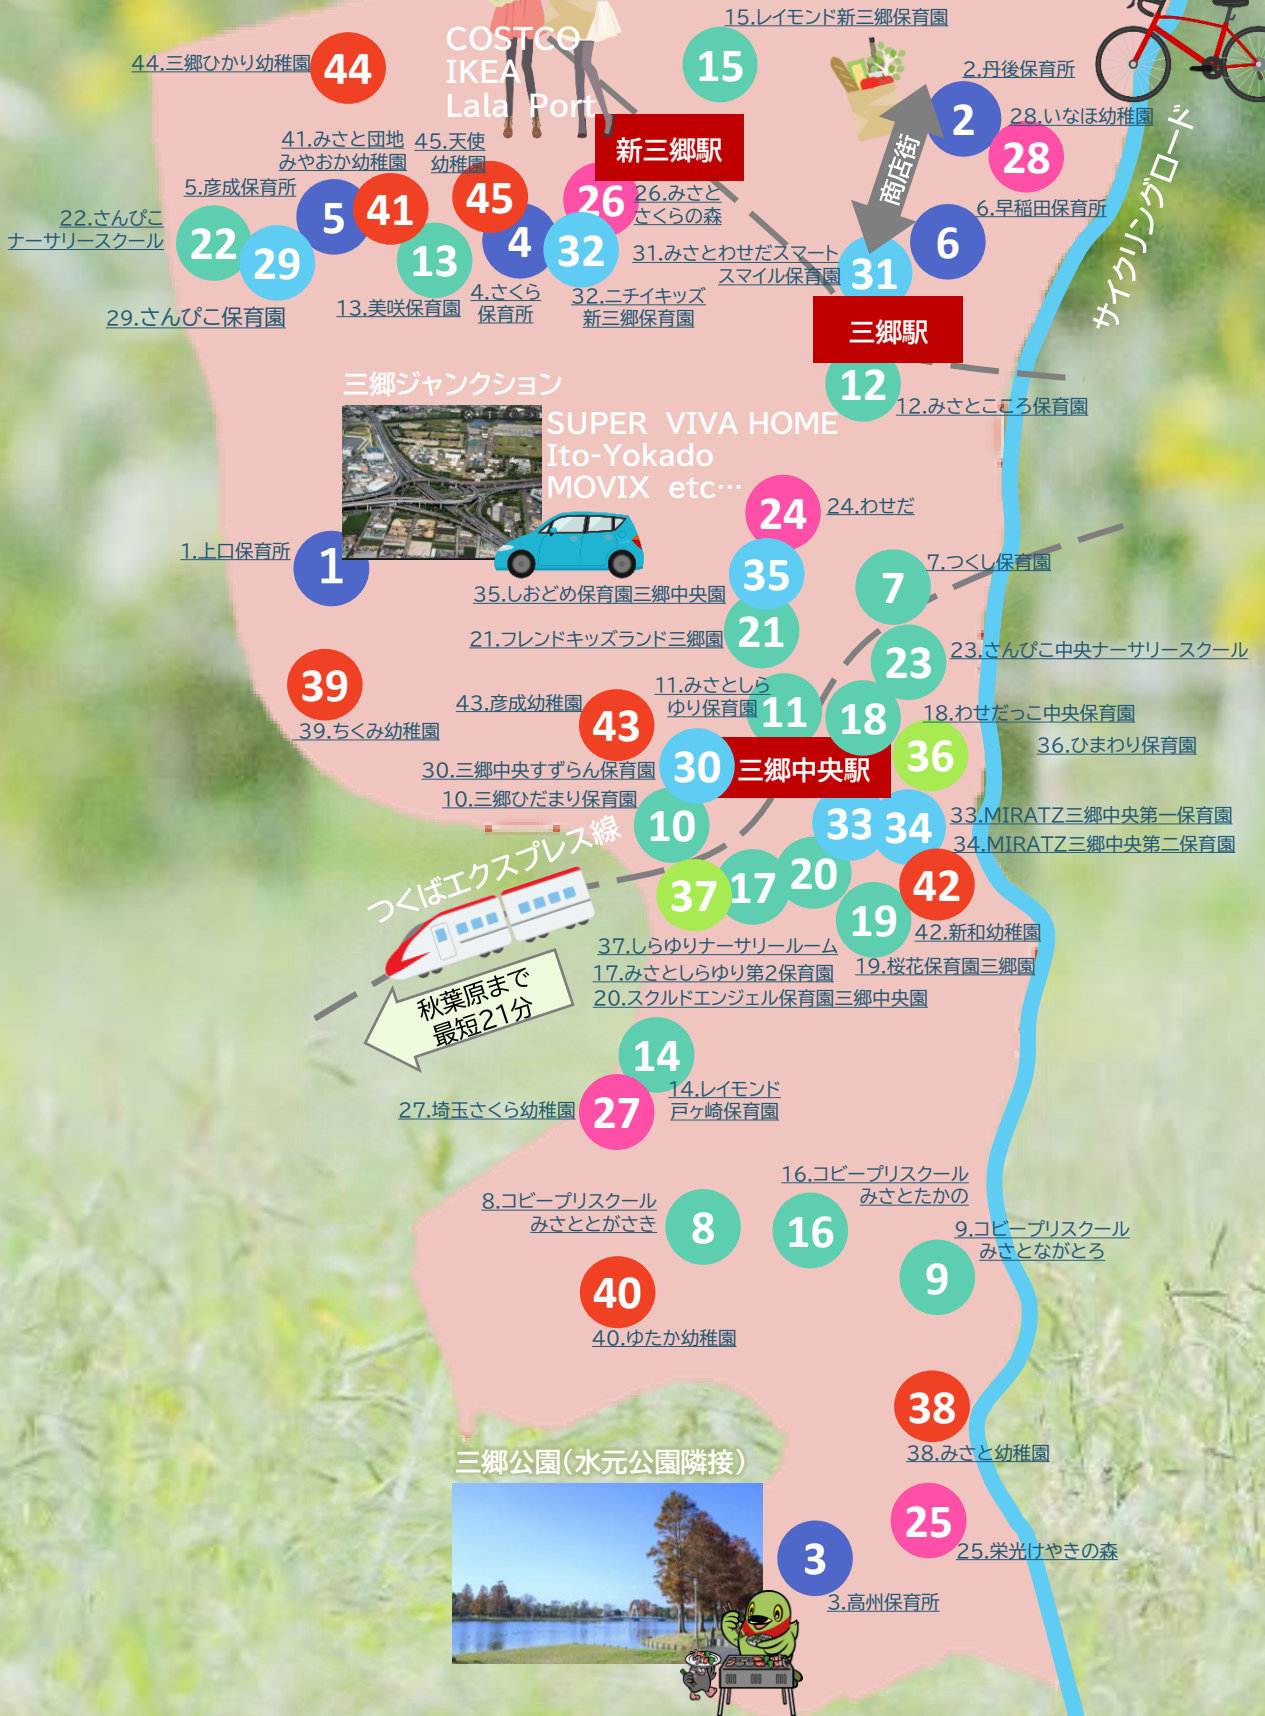 15.レイモンド新三郷保育園
15
COSTCO
IKEA
Lala Port
44.三郷ひかり幼稚園
44
2.丹後保育所
2
28.いなほ幼稚園
28
商店街
サイクリングロード
新三郷駅
41.みさと団地
みやおか幼稚園
41
45.天使
幼稚園
45
5.彦成保育所
5
26
26.みさと
さくらの森
22.さんぴこ
ナーサリースクール
22
29
29.さんぴこ保育園
13
13.美咲保育園
4
4.さくら
保育所
32
32.ニチイキッズ
新三郷保育園
6.早稲田保育所
6
31.みさとわせだスマート
スマイル保育園
31
三郷駅
12
12.みさとこころ保育園
三郷ジャンクション
SUPER VIVA HOME
Ito-Yokado
MOVIX etc…
24
24.わせだ
1.上口保育所
1
35
35.しおどめ保育園三郷中央園
7.つくし保育園
7
21.フレンドキッズランド三郷園
21
23
23.さんぴこ中央ナーサリースクール
39
39.ちくみ幼稚園
43.彦成幼稚園
43
11.みさとしら
ゆり保育園
11
18
18.わせだっこ中央保育園
36
36.ひまわり保育園
30.三郷中央すずらん保育園
30
三郷中央駅
10.三郷ひだまり保育園
10
33
34
33.MIRATZ三郷中央第一保育園
34.MIRATZ三郷中央第二保育園
つくばエクスプレス線
37
17
20
42
19
42.新和幼稚園
37.しらゆりナーサリールーム
17.みさとしらゆり第2保育園
19.桜花保育園三郷園
20.スクルドエンジェル保育園三郷中央園
秋葉原まで
最短21分
14
14.レイモンド
戸ヶ崎保育園
27.埼玉さくら幼稚園
27
16.コビープリスクール
みさとたかの
16
8.コビープリスクール
みさととがさき
8
9.コビープリスクール
みさとながとろ
9
40
40.ゆたか幼稚園
38
38.みさと幼稚園
三郷公園(水元公園隣接)
25
25.栄光けやきの森
3
3.高州保育所